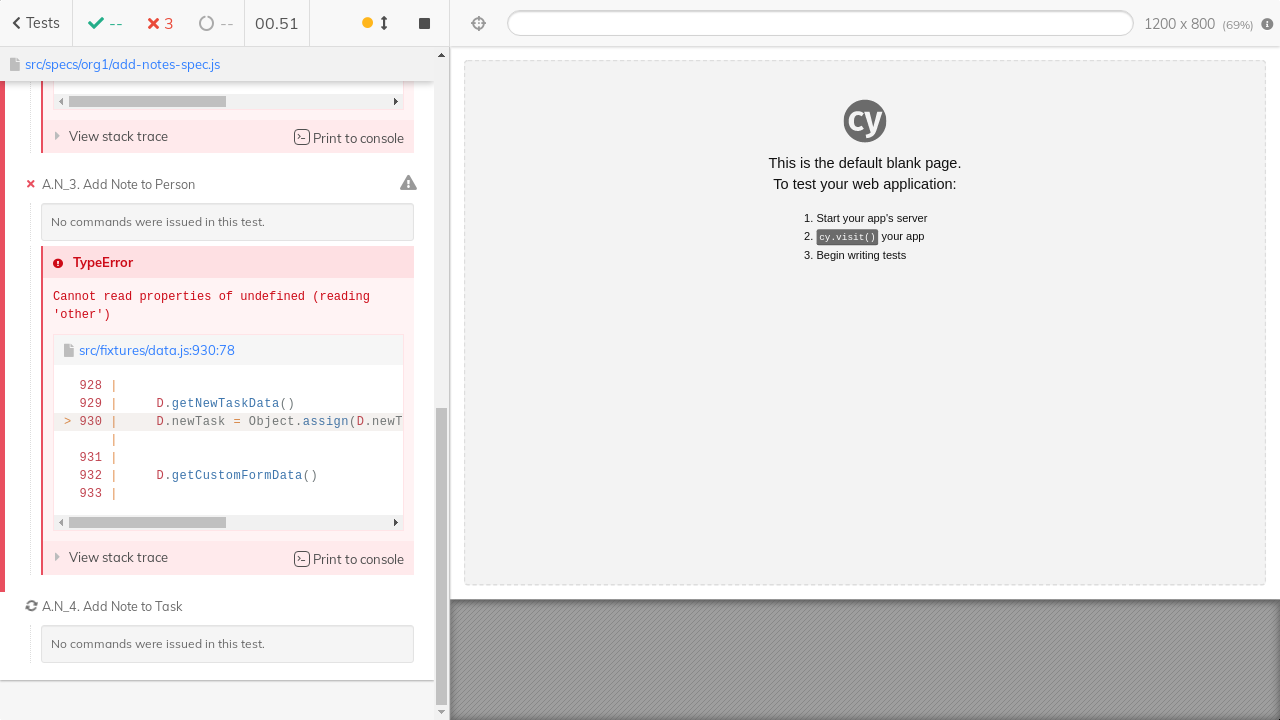 Tests
--
3
--
00.51
1200 x 800 (69%)
src/specs/org1/add-notes-spec.js
View stack trace
Print to console
A.N_3. Add Note to Person
No commands were issued in this test.
TypeError
Cannot read properties of undefined (reading
'other')
src/fixtures/data.js:930:78
928 |
929 | D.getNewTaskData()
> 930 | D.newTask = Object.assign(D.newT
|
931 |
932 | D.getCustomFormData()
933 |
View stack trace
Print to console
A.N_4. Add Note to Task
No commands were issued in this test.
cy
This is the default blank page.
To test your web application:
1. Start your app's server
2. cy.visit() your app
3. Begin writing tests